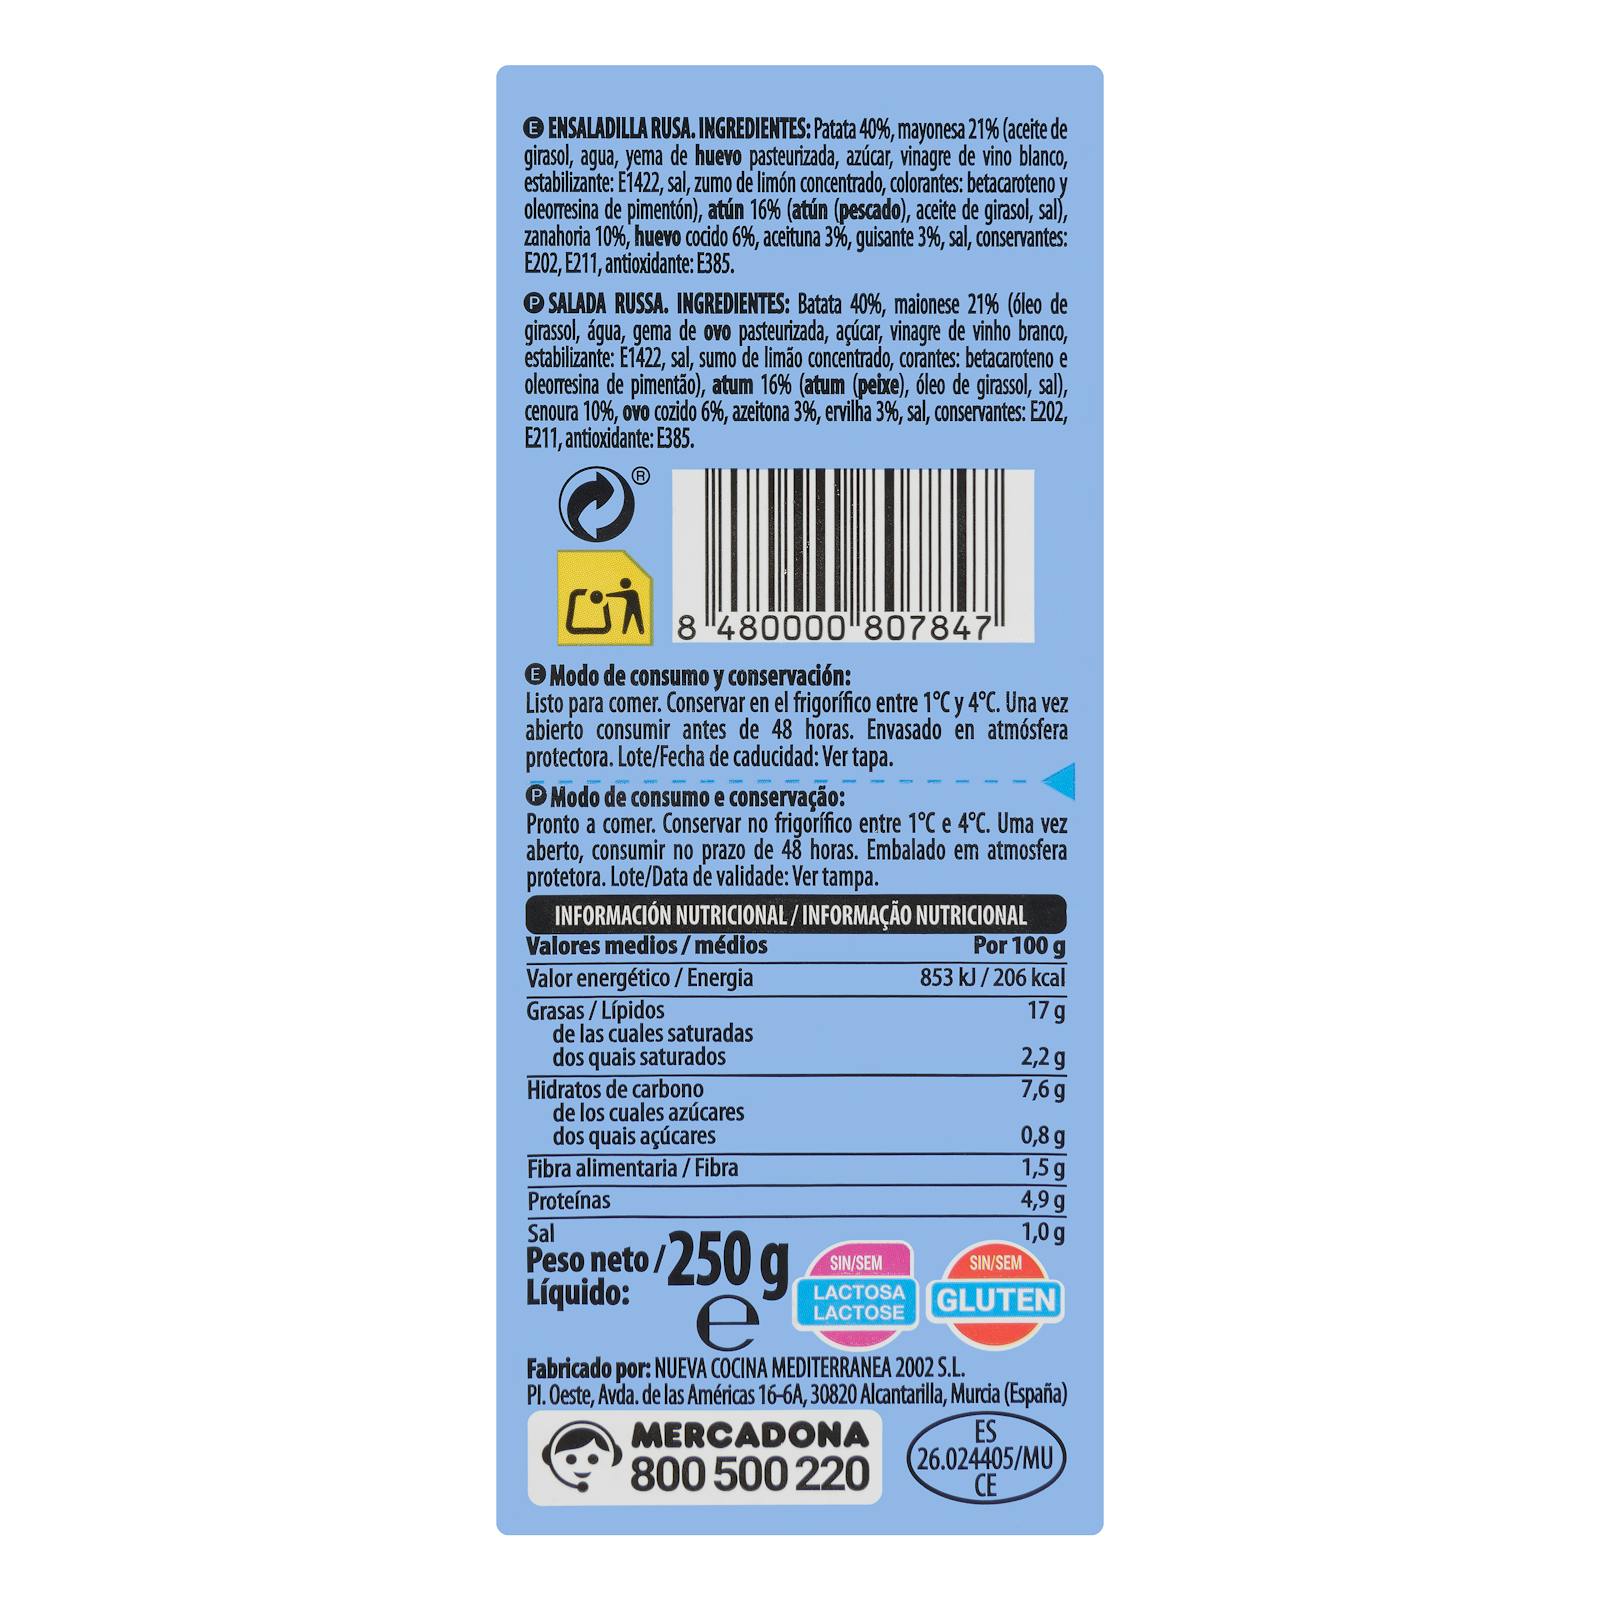 E ENSALADILLA RUSA. INGREDIENTES: Patata 40%, mayonesa 21% (aceite de
girasol, agua, yema de huevo pasteurizada, azúcar, vinagre de vino blanco,
estabilizante: E1422, sal, zumo de limón concentrado, colorantes: betacaroteno y
oleorresina de pimentón), atún 16% (atún (pescado), aceite de girasol, sal),
zanahoria 10%, huevo cocido 6%, aceituna 3%, guisante 3%, sal, conservantes:
E202, E211, antioxidante: E385.
P SALADA RUSSA. INGREDIENTES: Batata 40%, maionese 21% (óleo de
girassol, água, gema de ovo pasteurizada, açúcar, vinagre de vinho branco,
estabilizante: E1422, sal, sumo de limão concentrado, corantes: betacaroteno e
oleorresina de pimentão), atum 16% (atum (peixe), óleo de girassol, sal),
cenoura 10%, ovo cozido 6%, azeitona 3%, ervilha 3%, sal, conservantes: E202,
E211, antioxidante: E385.
®
8 480000 807847
E Modo de consumo y conservación:
Listo para comer. Conservar en el frigorífico entre 1°C y 4°C. Una vez
abierto consumir antes de 48 horas. Envasado en atmósfera
protectora. Lote/Fecha de caducidad: Ver tapa.
P Modo de consumo e conservação:
Pronto a comer. Conservar no frigorífico entre 1°C e 4°C. Uma vez
aberto, consumir no prazo de 48 horas. Embalado em atmosfera
protetora. Lote/Data de validade: Ver tampa.
INFORMACIÓN NUTRICIONAL / INFORMAÇÃO NUTRICIONAL
Valores medios / médios Por 100 g
Valor energético / Energia 853 kJ / 206 kcal
Grasas / Lípidos 17 g
de las cuales saturadas
dos quais saturados 2,2 g
Hidratos de carbono 7,6 g
de los cuales azúcares
dos quais açúcares 0,8 g
Fibra alimentaria / Fibra 1,5 g
Proteínas 4,9 g
Sal 1,0 g
Peso neto / 250 g
Líquido:
e
SIN/SEM
LACTOSA
LACTOSE
SIN/SEM
GLUTEN
Fabricado por: NUEVA COCINA MEDITERRANEA 2002 S.L.
Pl. Oeste, Avda. de las Américas 16-6A, 30820 Alcantarilla, Murcia (España)
MERCADONA
800 500 220
ES
26.024405/MU
CE